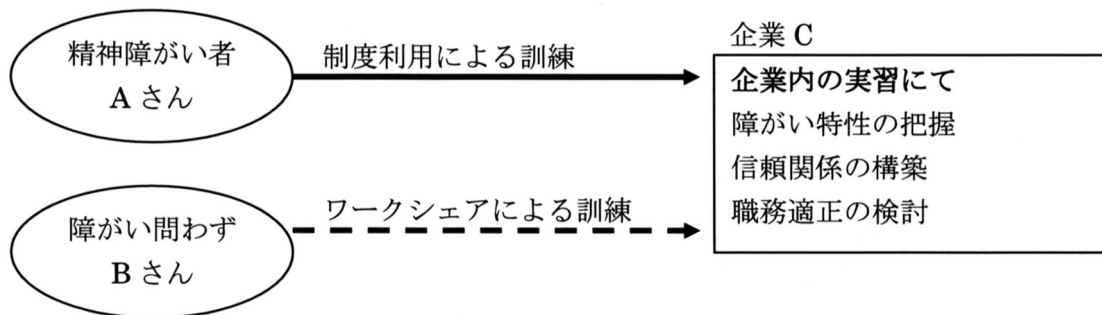 精神障がい者
Aさん
制度利用による訓練
企業C
企業内の実習にて
障がい特性の把握
信頼関係の構築
職務適正の検討
障がい問わず
Bさん
ワークシェアによる訓練